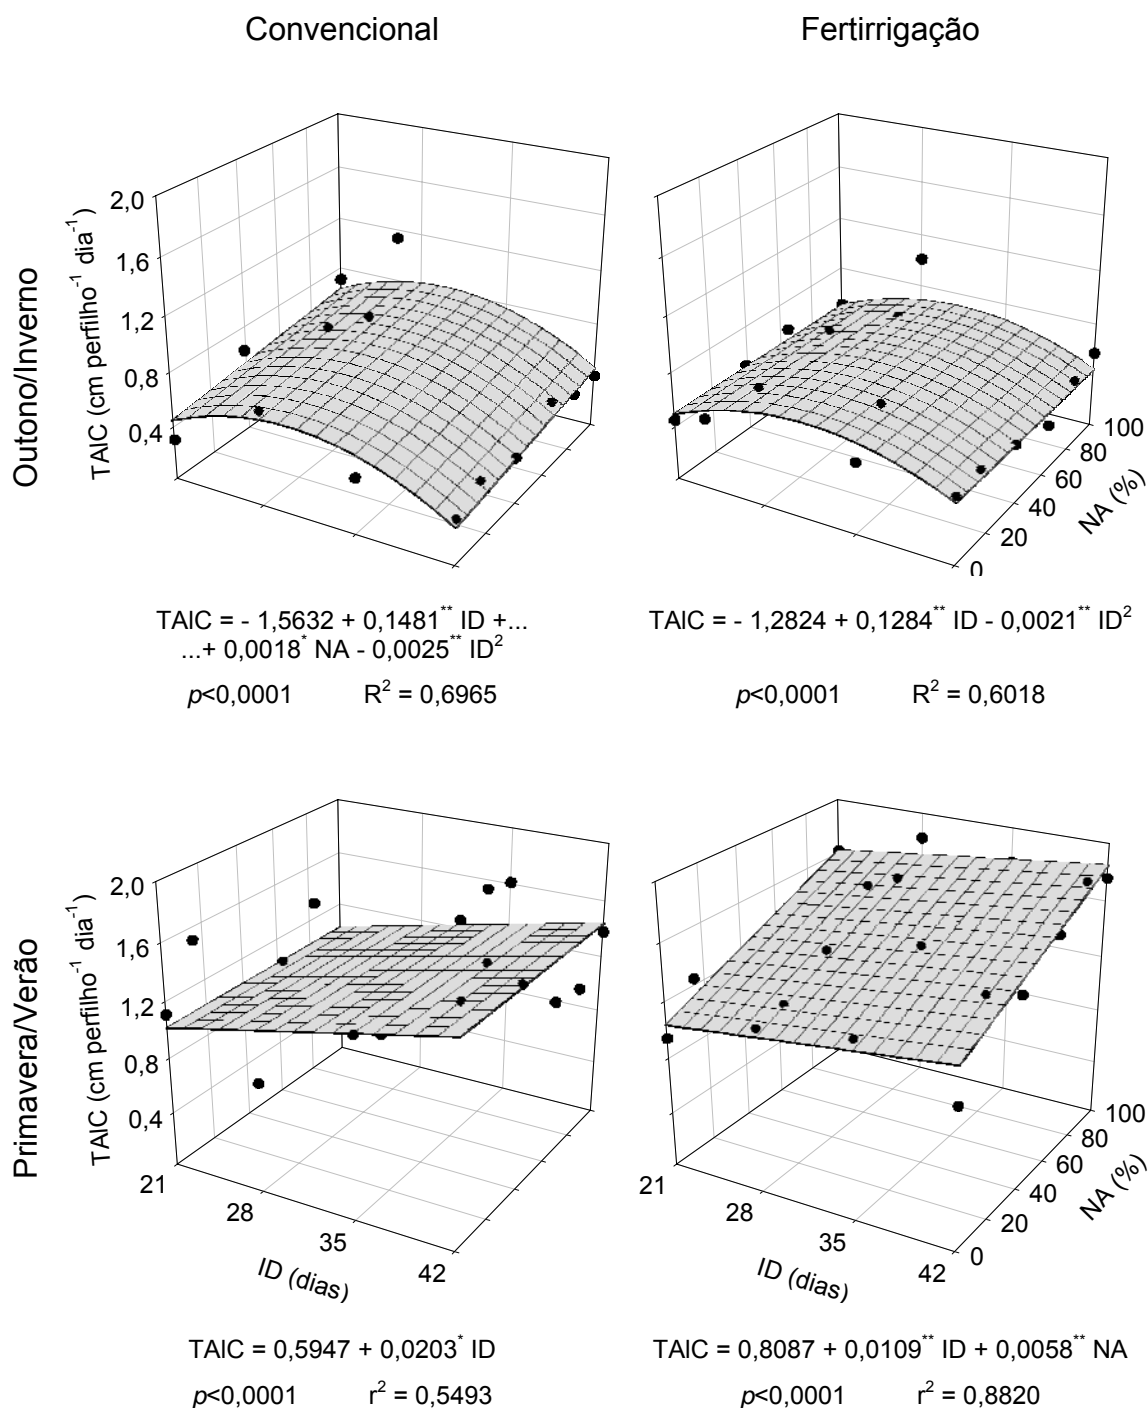 Convencional
Fertirrigação
Outono/Inverno
TAIC (cm perfilho⁻¹ dia⁻¹)
2,0
1,6
1,2
0,8
0,4
100
80
60
40
20
0
NA (%)
TAIC = - 1,5632 + 0,1481** ID +...
...+ 0,0018* NA - 0,0025** ID²
p<0,0001 R² = 0,6965
TAIC = - 1,2824 + 0,1284** ID - 0,0021** ID²
p<0,0001 R² = 0,6018
Primavera/Verão
TAIC (cm perfilho⁻¹ dia⁻¹)
2,0
1,6
1,2
0,8
0,4
21
28
35
42
ID (dias)
21
28
35
42
ID (dias)
100
80
60
40
20
0
NA (%)
TAIC = 0,5947 + 0,0203* ID
p<0,0001 r² = 0,5493
TAIC = 0,8087 + 0,0109** ID + 0,0058** NA
p<0,0001 r² = 0,8820